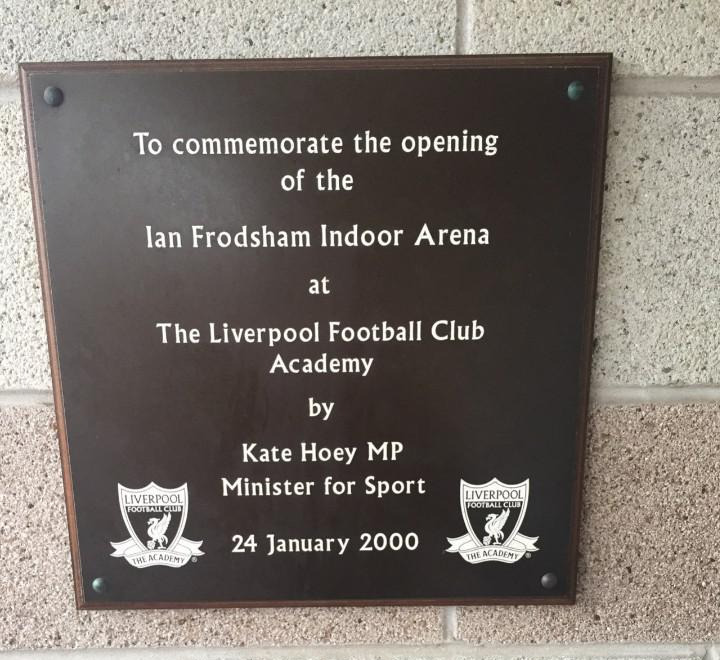 To commemorate the opening
of the
Ian Frodsham Indoor Arena
at
The Liverpool Football Club
Academy
by
Kate Hoey MP
Minister for Sport
24 January 2000
LIVERPOOL
FOOTBALL CLUB
THE ACADEMY
®
LIVERPOOL
FOOTBALL CLUB
THE ACADEMY
®